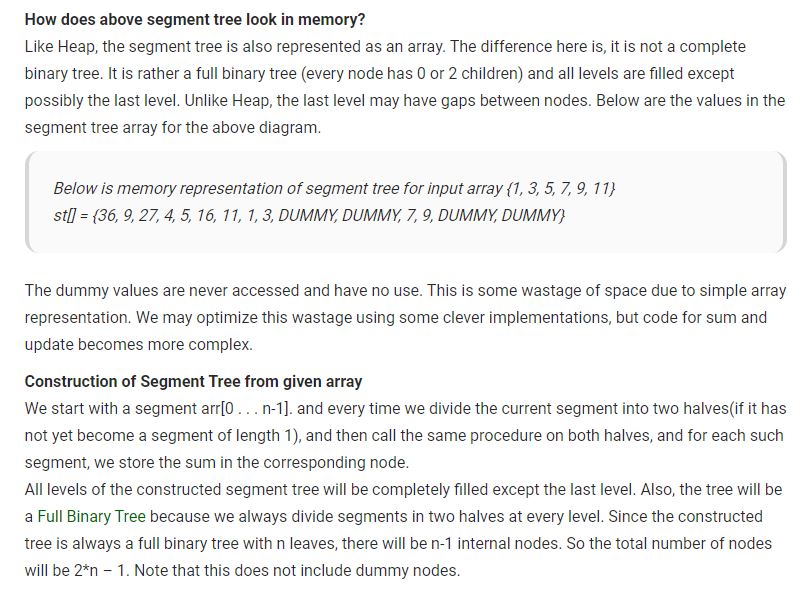 How does above segment tree look in memory?
Like Heap, the segment tree is also represented as an array. The difference here is, it is not a complete
binary tree. It is rather a full binary tree (every node has 0 or 2 children) and all levels are filled except
possibly the last level. Unlike Heap, the last level may have gaps between nodes. Below are the values in the
segment tree array for the above diagram.
Below is memory representation of segment tree for input array {1, 3, 5, 7, 9, 11}
st[] = {36, 9, 27, 4, 5, 16, 11, 1, 3, DUMMY, DUMMY, 7, 9, DUMMY, DUMMY}
The dummy values are never accessed and have no use. This is some wastage of space due to simple array
representation. We may optimize this wastage using some clever implementations, but code for sum and
update becomes more complex.
Construction of Segment Tree from given array
We start with a segment arr[0 . . . n-1]. and every time we divide the current segment into two halves(if it has
not yet become a segment of length 1), and then call the same procedure on both halves, and for each such
segment, we store the sum in the corresponding node.
All levels of the constructed segment tree will be completely filled except the last level. Also, the tree will be
a Full Binary Tree because we always divide segments in two halves at every level. Since the constructed
tree is always a full binary tree with n leaves, there will be n-1 internal nodes. So the total number of nodes
will be 2*n – 1. Note that this does not include dummy nodes.